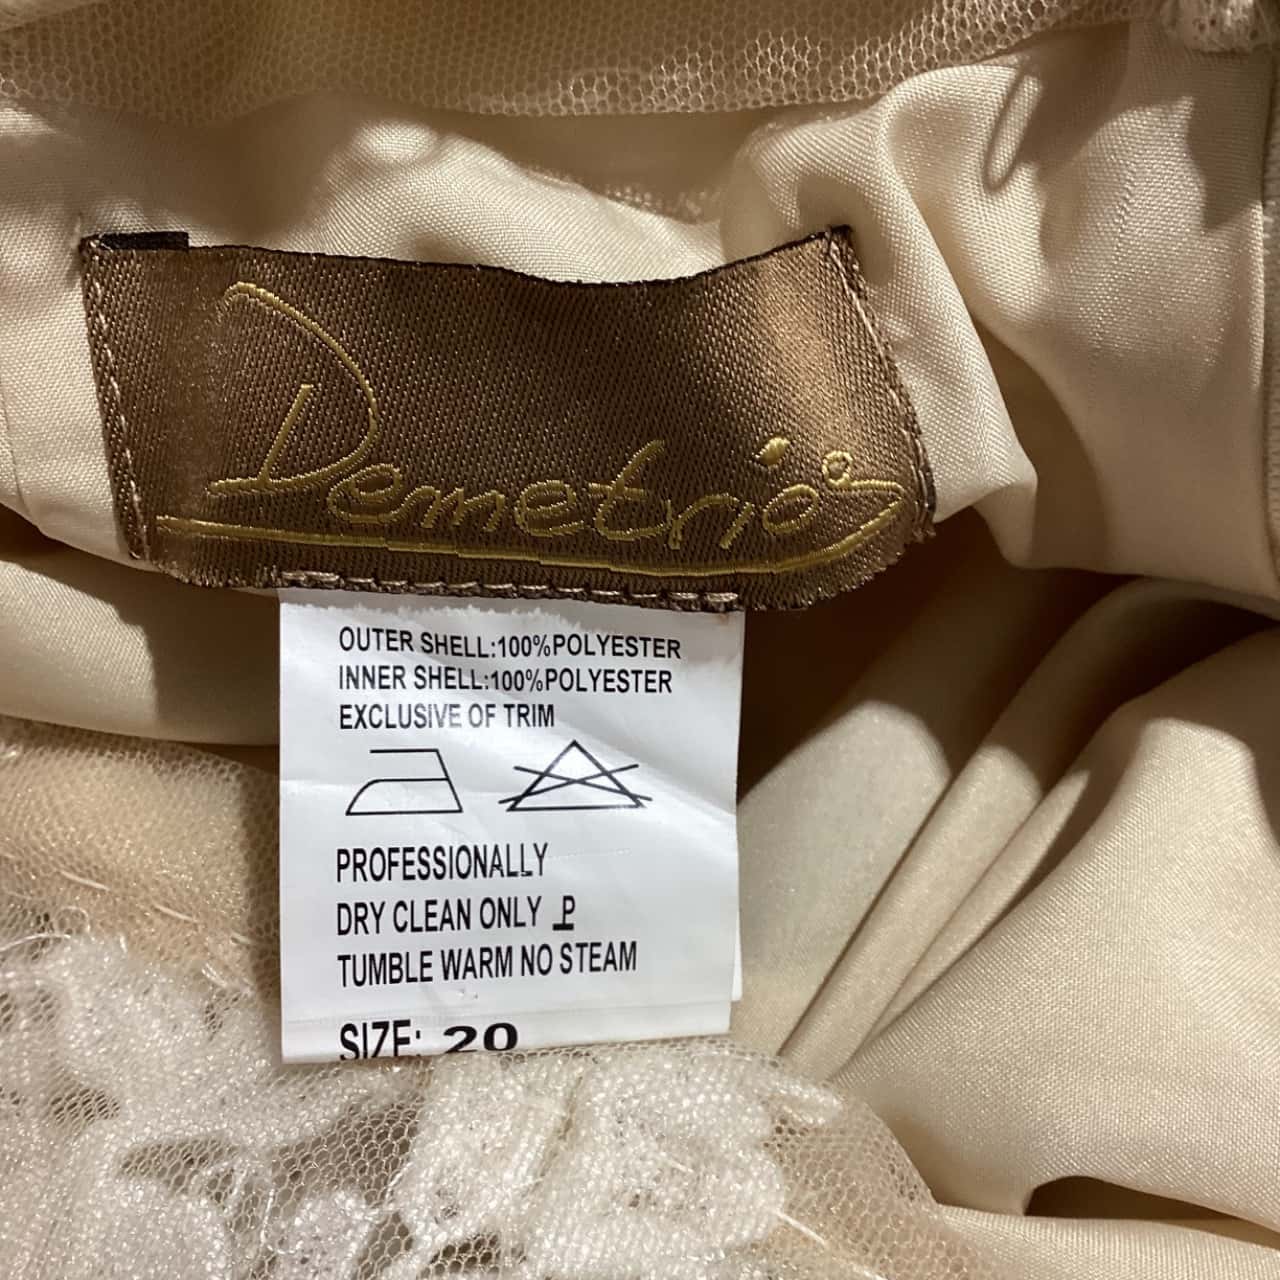 Demetrios
OUTER SHELL:100%POLYESTER
INNER SHELL:100%POLYESTER
EXCLUSIVE OF TRIM
PROFESSIONALLY
DRY CLEAN ONLY P
TUMBLE WARM NO STEAM
SIZE: 20